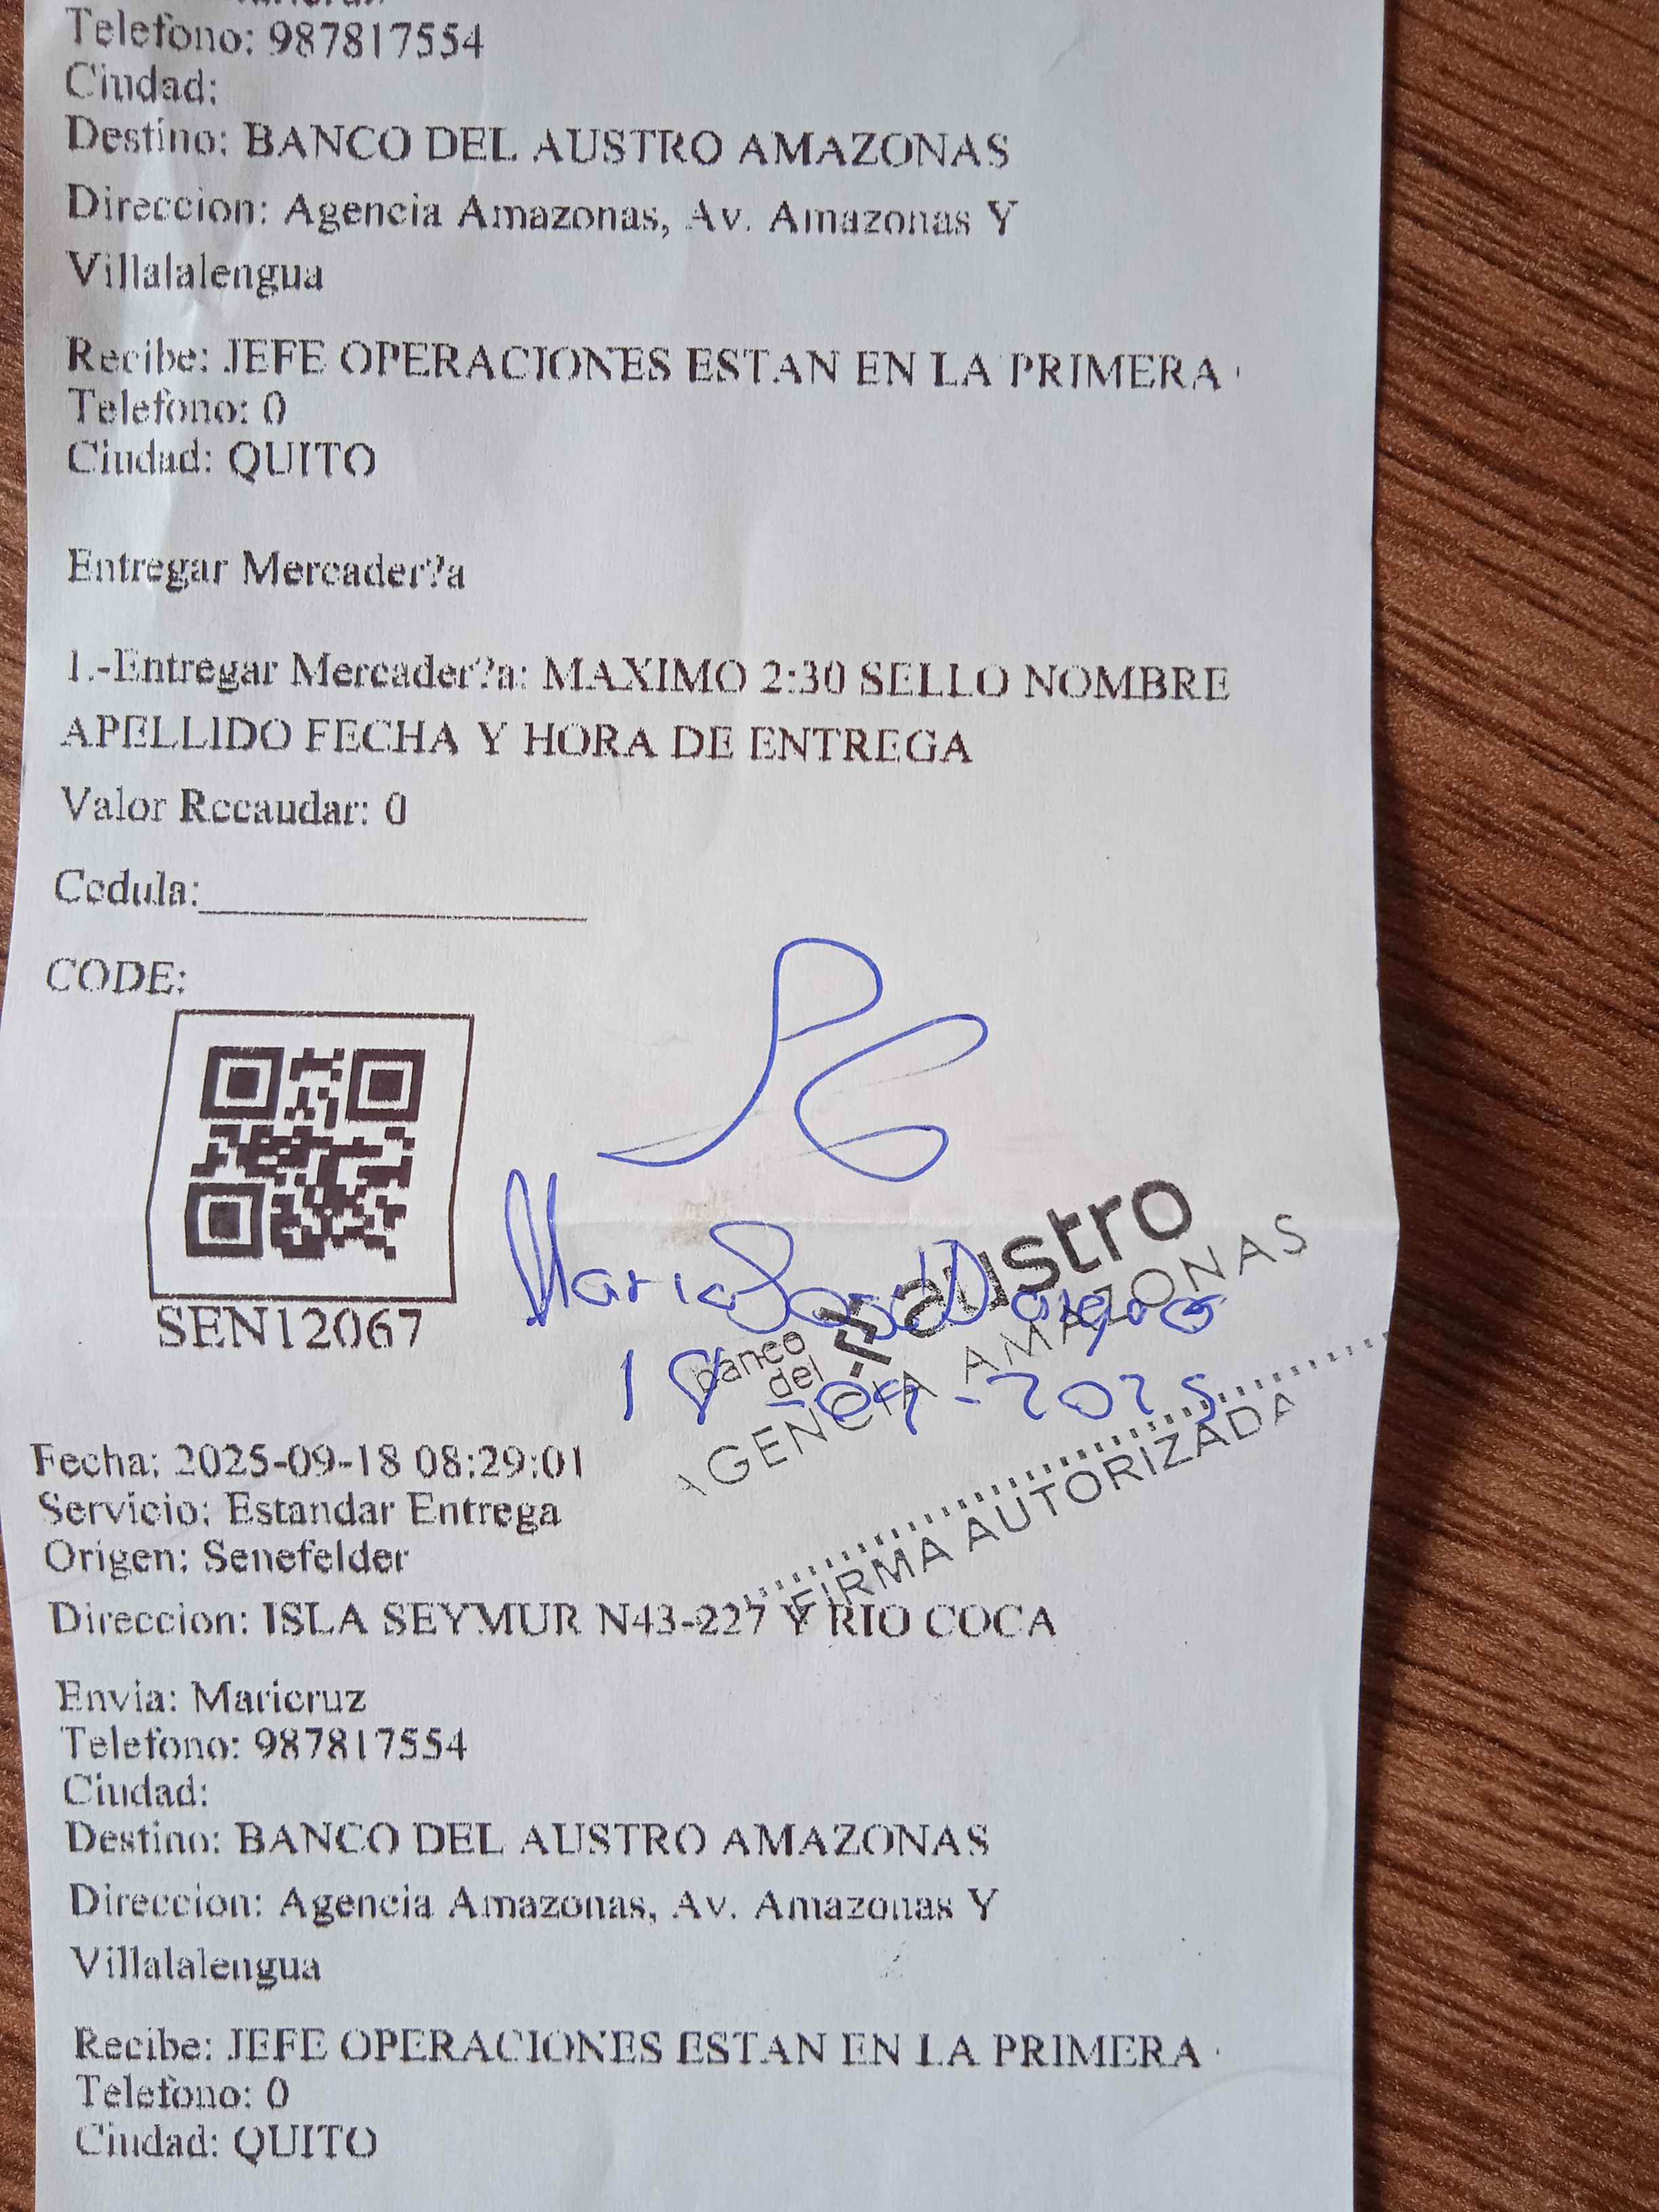 Telefono: 987817554
Ciudad:
Destino: BANCO DEL AUSTRO AMAZONAS
Direccion: Agencia Amazonas, Av. Amazonas Y
Villalalengua
Recibe: JEFE OPERACIONES ESTAN EN LA PRIMERA
Telefono: 0
Ciudad: QUITO
Entregar Mercader?a
1.-Entregar Mercader?a: MAXIMO 2:30 SELLO NOMBRE
APELLIDO FECHA Y HORA DE ENTREGA
Valor Recaudar: 0
Cedula:
CODE:
SEN12067
Maria Jose
banco del austro
AGENCIA AMAZONAS
18-09-2025
FIRMA AUTORIZADA
Fecha: 2025-09-18 08:29:01
Servicio: Estandar Entrega
Origen: Senefelder
Direccion: ISLA SEYMUR N43-227 Y RIO COCA
Envia: Maricruz
Telefono: 987817554
Ciudad:
Destino: BANCO DEL AUSTRO AMAZONAS
Direccion: Agencia Amazonas, Av. Amazonas Y
Villalalengua
Recibe: JEFE OPERACIONES ESTAN EN LA PRIMERA
Telefono: 0
Ciudad: QUITO